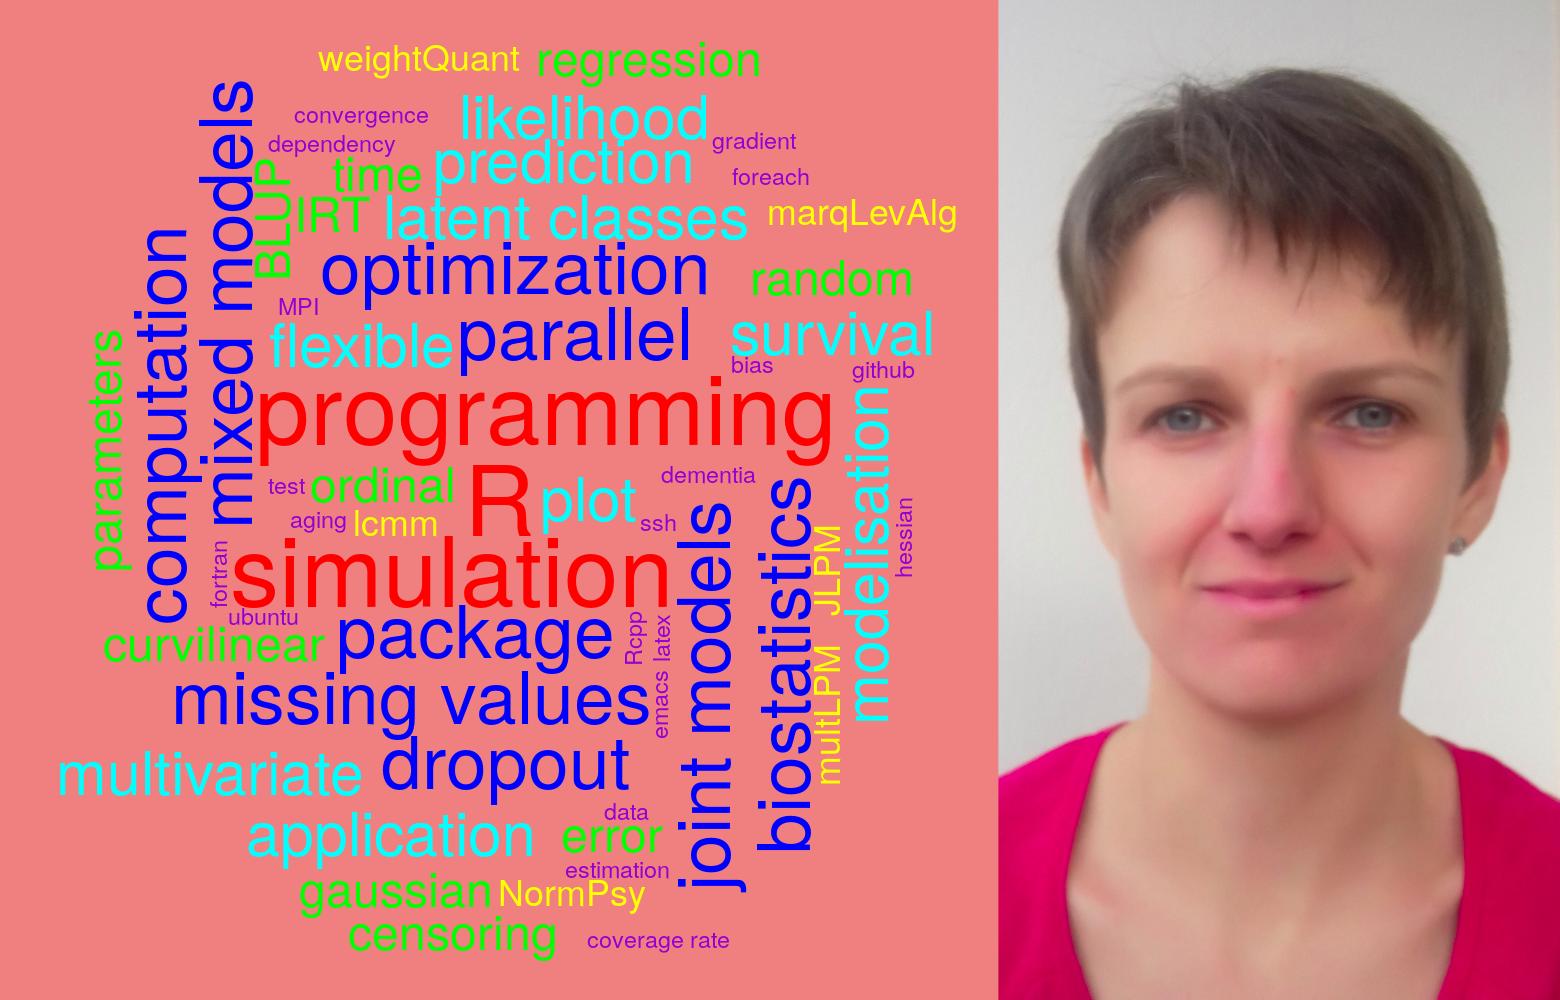 weightQuant regression
convergence likelihood
dependency gradient
time prediction foreach
BLUP IRT latent classes marqLevAlg
mixed models
optimization random
computation
MPI
flexible parallel survival
bias github
parameters
programming
modelisation
test ordinal R plot dementia
aging lcmm ssh
hessian
fortran simulation
joint models
biostatistics
JLPM
ubuntu
curvilinear package Rcpp latex
missing values emacs
multLPM
multivariate dropout
data
application error
estimation
gaussian NormPsy
censoring coverage rate